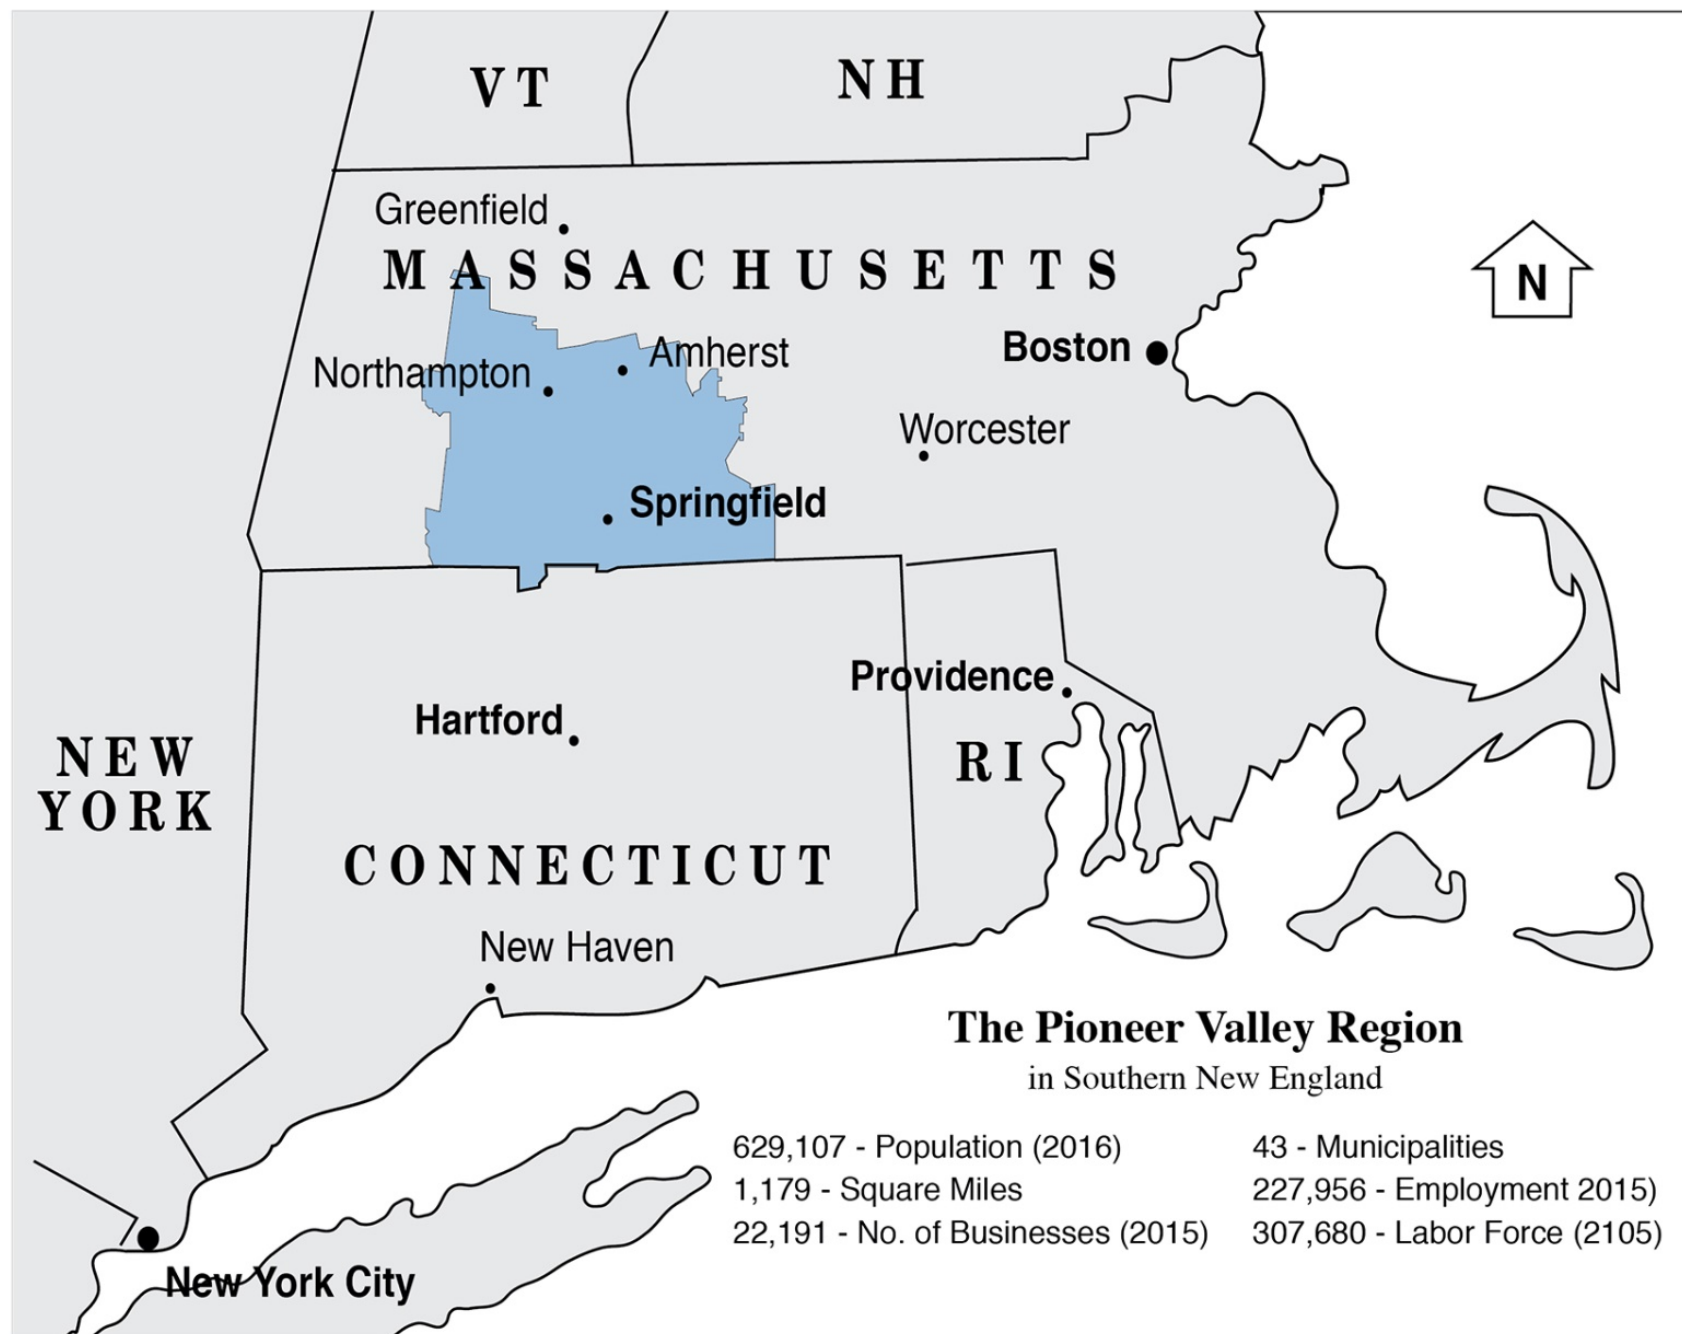 VT
NH
Greenfield
MASSACHUSETTS
N
Boston
Amherst
Northampton
Worcester
Springfield
Providence
Hartford
NEW
YORK
RI
CONNECTICUT
New Haven
The Pioneer Valley Region
in Southern New England
629,107 - Population (2016)
43 - Municipalities
1,179 - Square Miles
227,956 - Employment 2015)
22,191 - No. of Businesses (2015)
307,680 - Labor Force (2105)
New York City